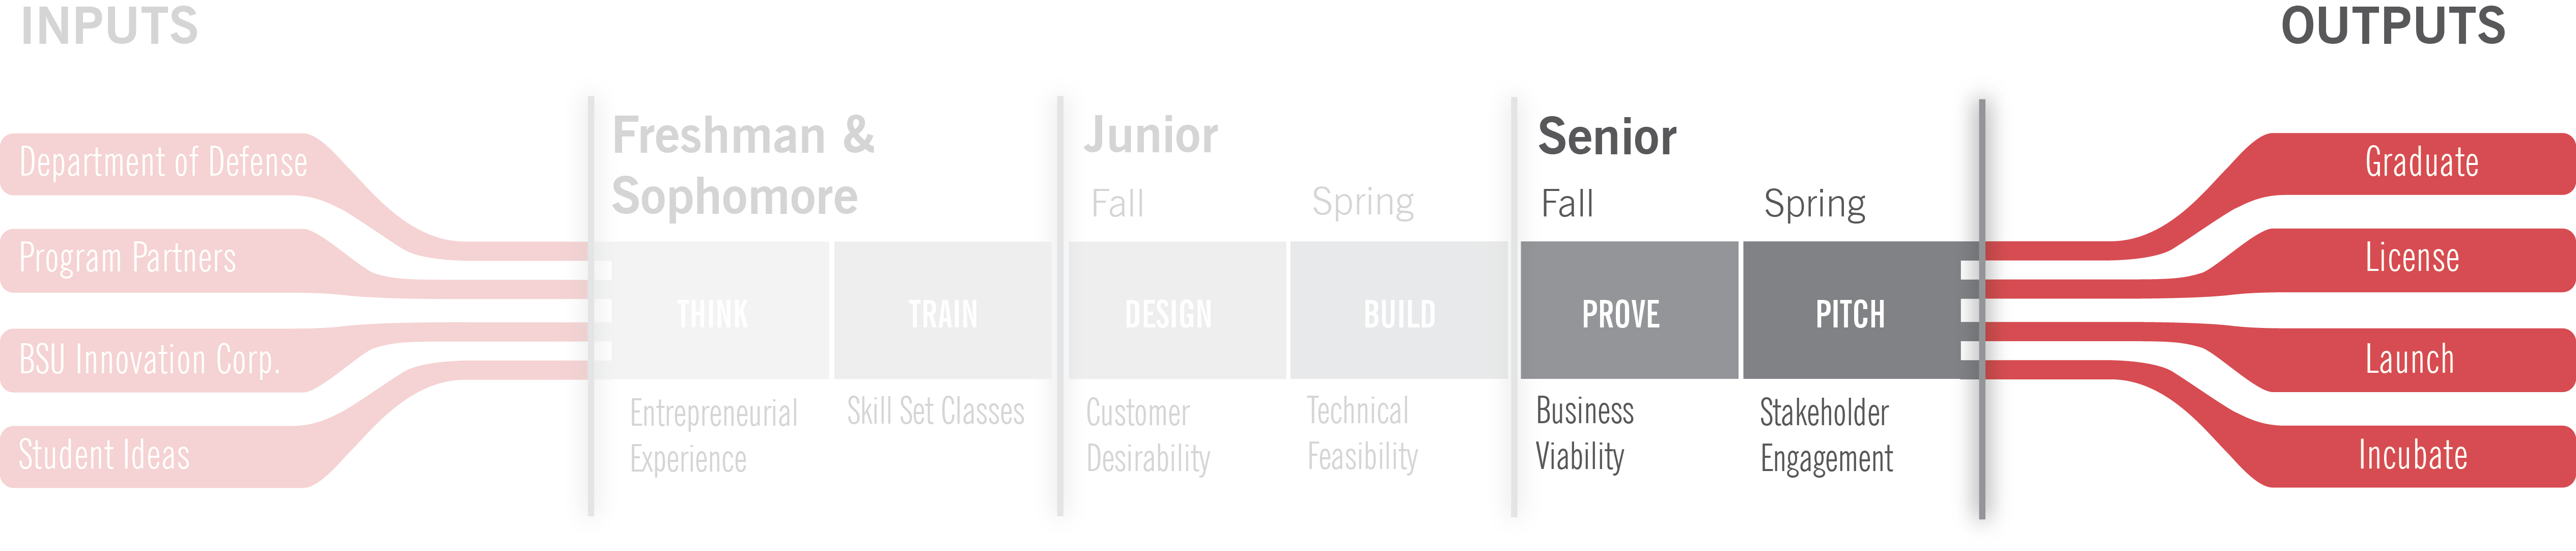 INPUTS
OUTPUTS
Department of Defense
Program Partners
BSU Innovation Corp.
Student Ideas
Freshman &
Sophomore
THINK
TRAIN
Entrepreneurial
Experience
Skill Set Classes
Junior
Fall
Spring
DESIGN
BUILD
Customer
Desirability
Technical
Feasibility
Senior
Fall
Spring
PROVE
PITCH
Business
Viability
Stakeholder
Engagement
Graduate
License
Launch
Incubate